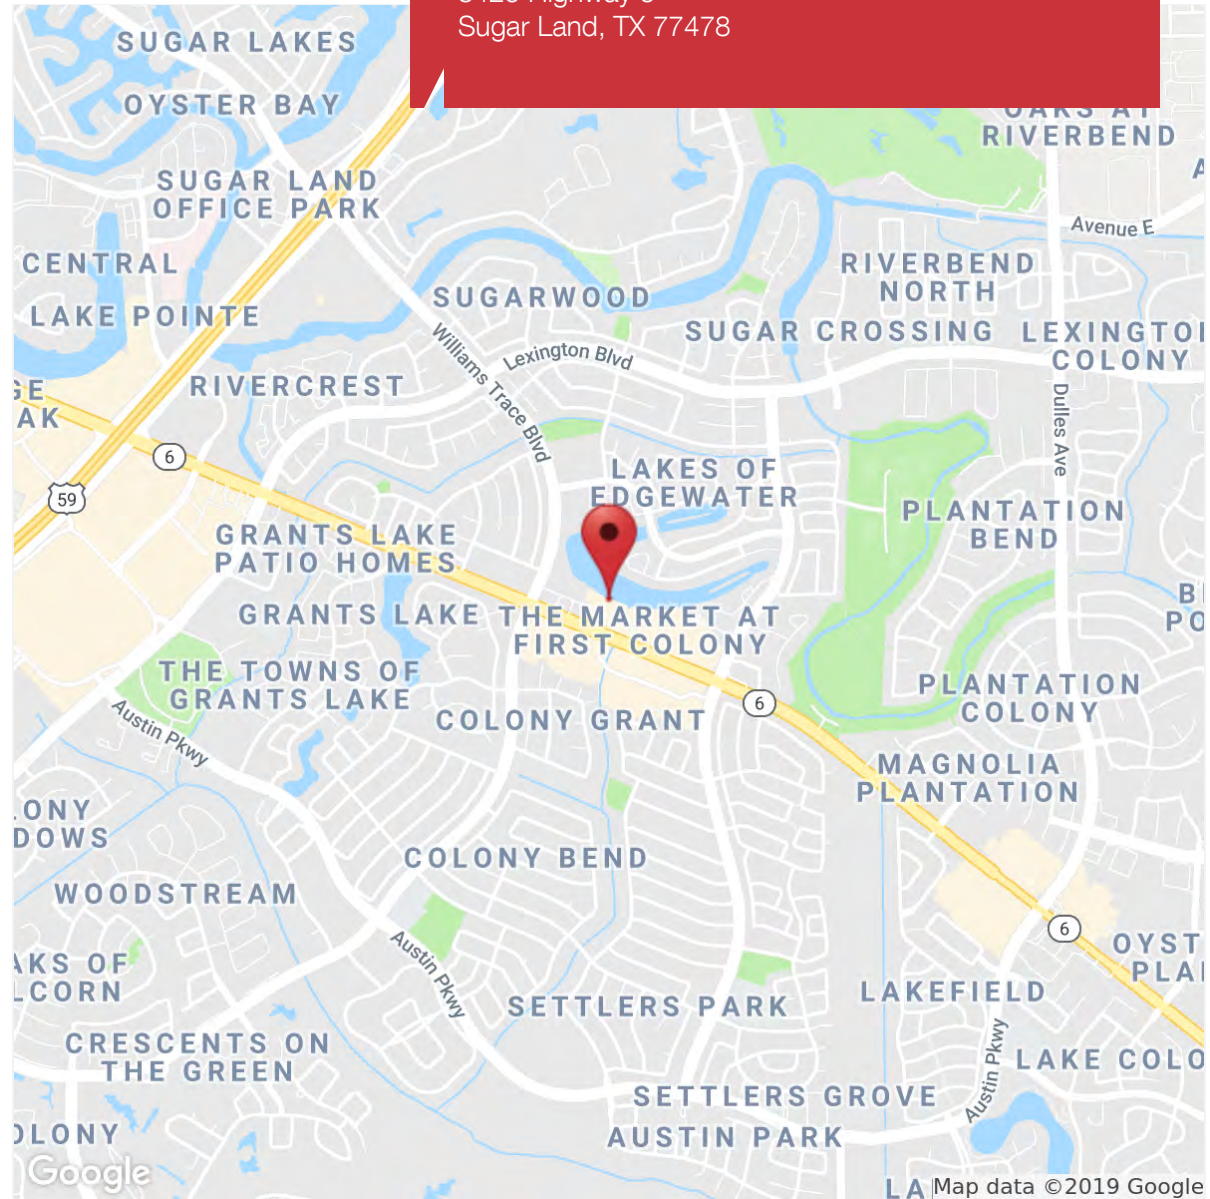 Sugar Land, TX 77478
SUGAR LAKES
OYSTER BAY
RIVERBEND
SUGAR LAND
OFFICE PARK
Avenue E
CENTRAL
LAKE POINTE
RIVERBEND
NORTH
SUGARWOOD
SUGAR CROSSING
COLONY
Williams Trace Blvd
Lexington Blvd
RIVERCREST
Dulles Ave
6
59
LAKES OF
EDGEWATER
PLANTATION
BEND
GRANTS LAKE
PATIO HOMES
GRANTS LAKE
THE MARKET AT
FIRST COLONY
THE TOWNS OF
GRANTS LAKE
PLANTATION
COLONY
6
COLONY GRANT
Austin Pkwy
MAGNOLIA
PLANTATION
COLONY BEND
WOODSTREAM
6
Austin Pkwy
LAKEFIELD
SETTLERS PARK
CRESCENTS ON
THE GREEN
Austin Pkwy
SETTLERS GROVE
AUSTIN PARK
Google
Map data ©2019 Google